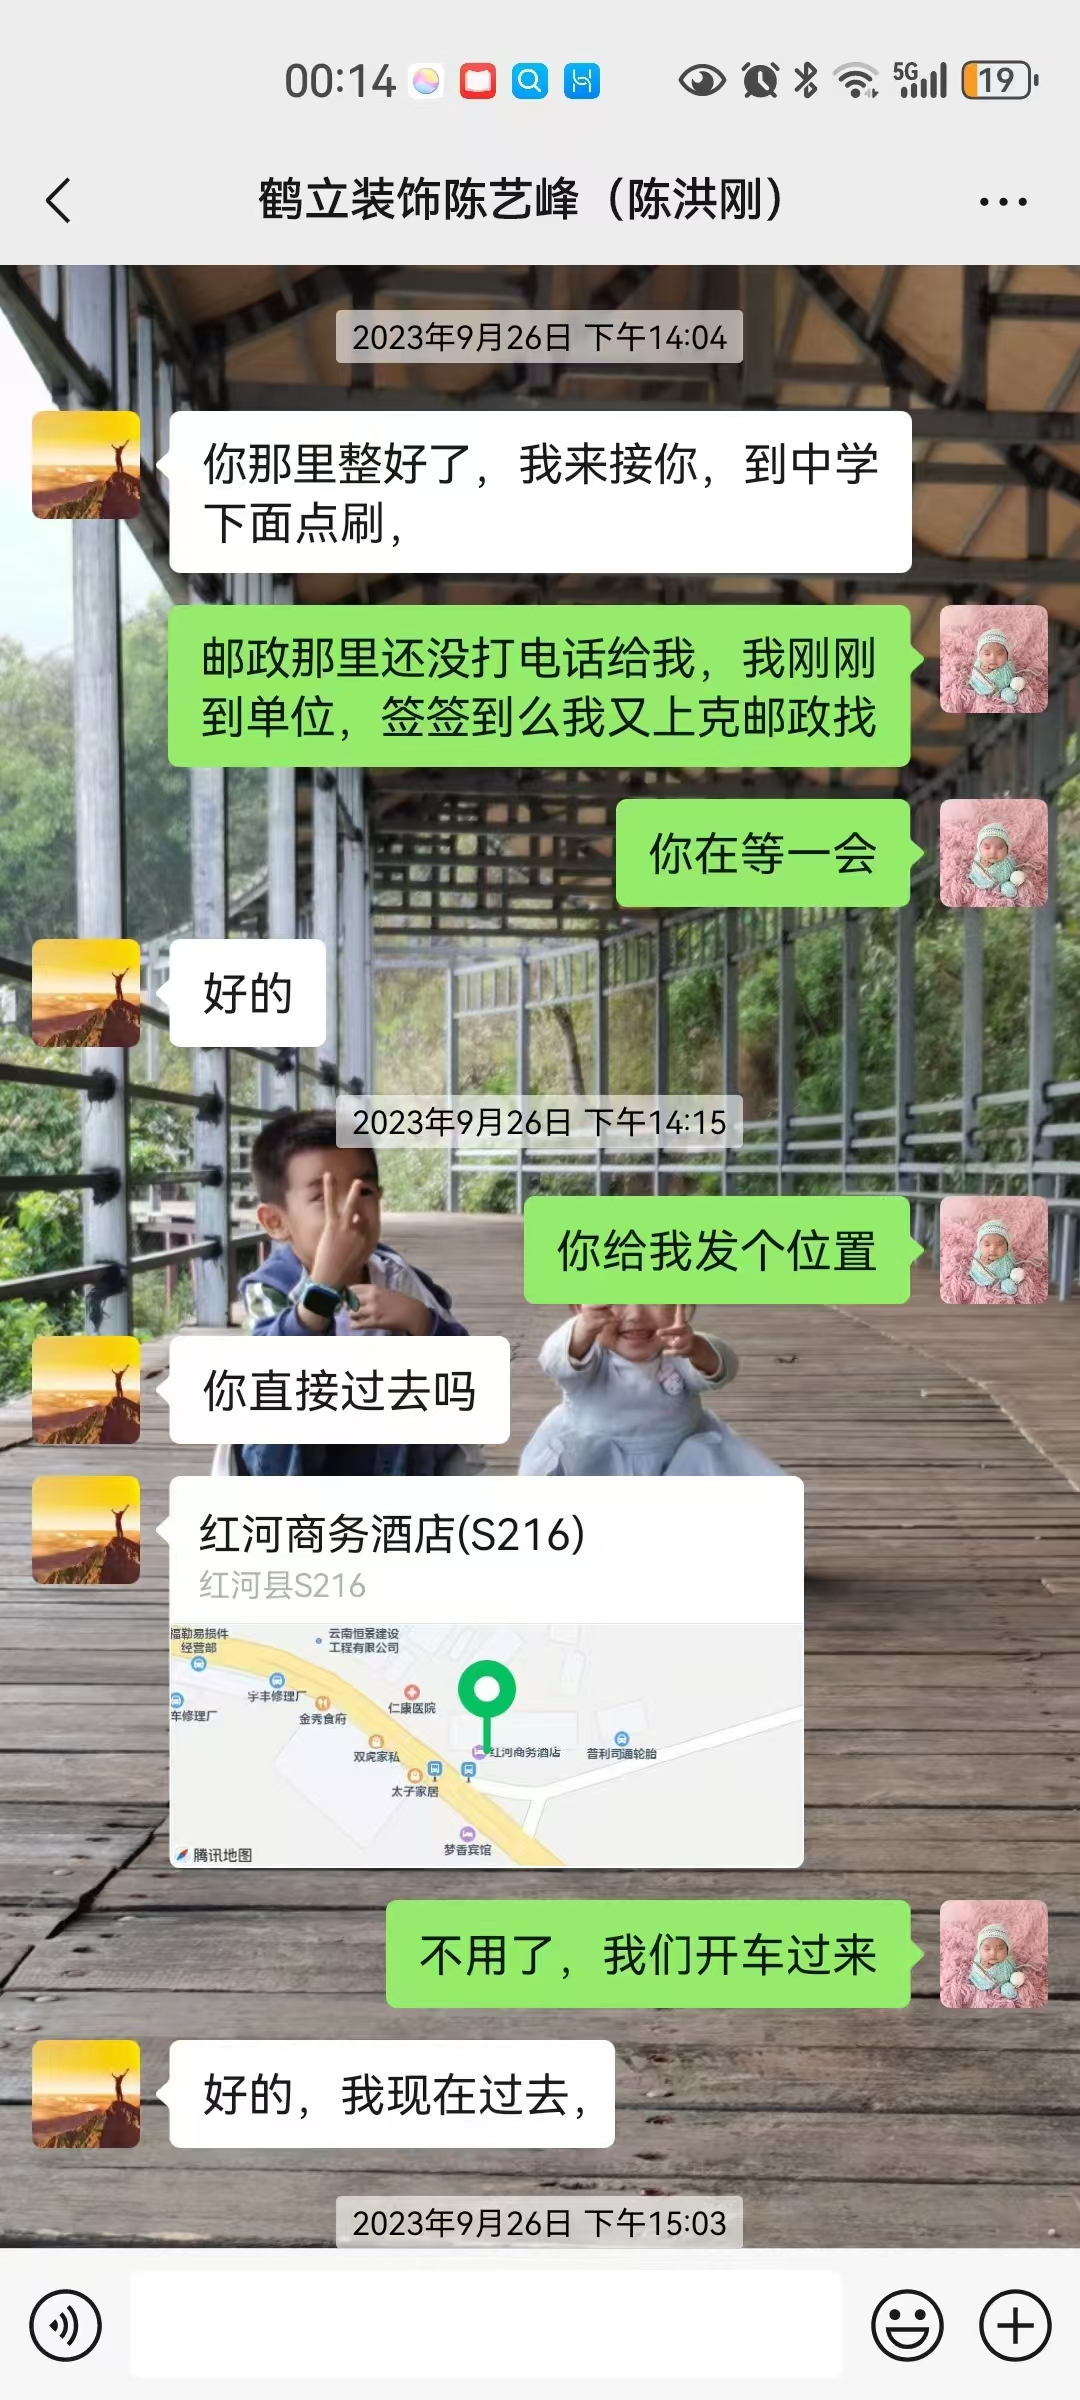 00:14
5G
19
鹤立装饰陈艺峰（陈洪刚）
2023年9月26日 下午14:04
你那里整好了，我来接你，到中学
下面点刷，
邮政那里还没打电话给我，我刚刚
到单位，签签到么我又上克邮政找
你在等一会
好的
2023年9月26日 下午14:15
你给我发个位置
你直接过去吗
红河商务酒店(S216)
红河县S216
福勒易损件
经营部
云南恒景建设
工程有限公司
宇丰修理厂
车修理厂
金秀食府
仁康医院
双虎家私
红河商务酒店
普利司通轮胎
太子家居
梦香宾馆
腾讯地图
不用了，我们开车过来
好的，我现在过去，
2023年9月26日 下午15:03